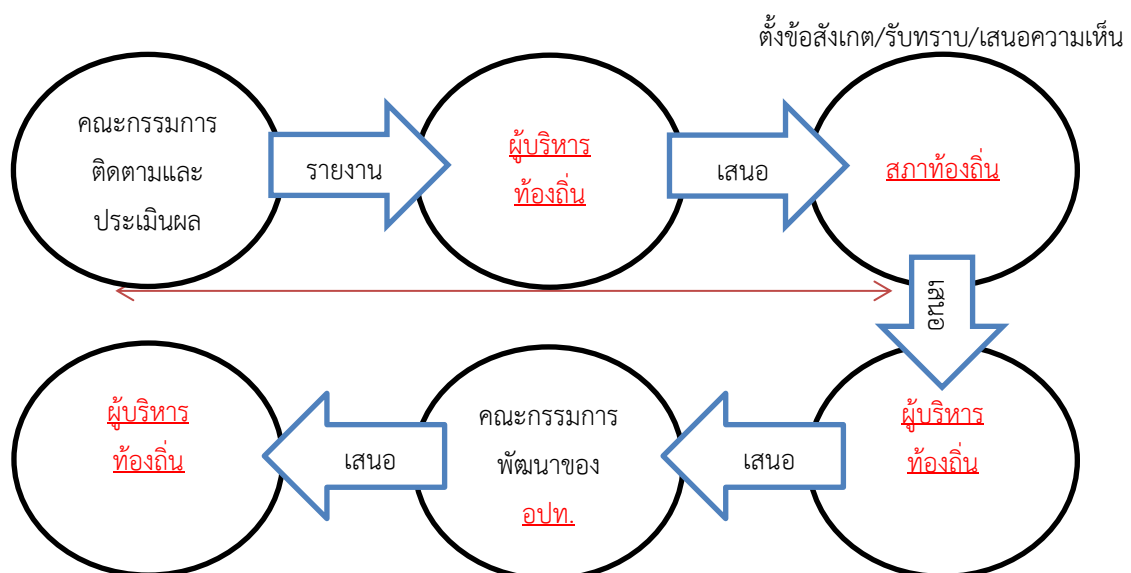 ตั้งข้อสังเกต/รับทราบ/เสนอความเห็น
คณะกรรมการ
ติดตามและ
ประเมินผล
รายงาน
ผู้บริหาร
ท้องถิ่น
เสนอ
สภาท้องถิ่น
เสนอ
ผู้บริหาร
ท้องถิ่น
เสนอ
คณะกรรมการ
พัฒนาของ
อปท.
เสนอ
ผู้บริหาร
ท้องถิ่น